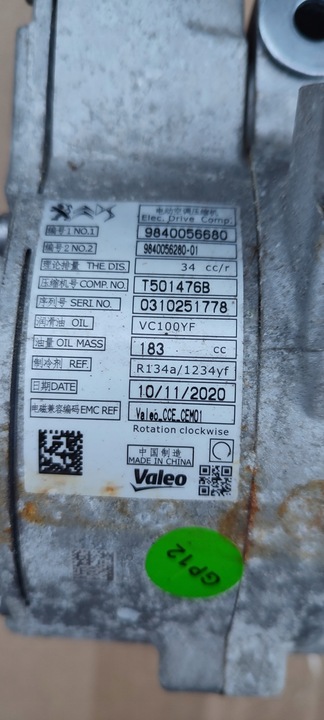 电动空调压缩机
Elec. Drive Comp.
编号1 NO.1 9840056680
编号2 NO.2 9840056280-01
理论排量 THE DIS. 34 cc/r
压缩机号 COMP.NO. T501476B
序列号 SERI NO. 0310251778
润滑油 OIL VC100YF
油量 OIL MASS 183 cc
制冷剂 REF. R134a/1234yf
日期DATE 10/11/2020
电磁兼容编码EMC REF Valeo_CCE_CEM01
Rotation clockwise
中国制造
MADE IN CHINA
Valeo
GP12